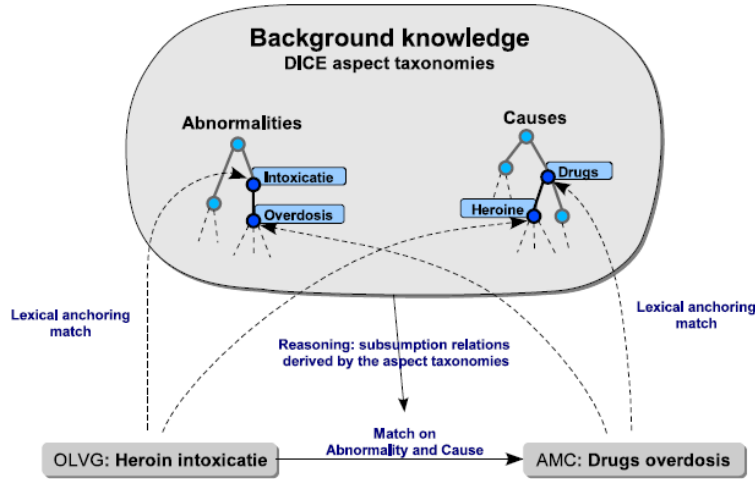 Background knowledge
DICE aspect taxonomies
Abnormalities
Causes
Intoxicatie
Drugs
Overdosis
Heroine
Lexical anchoring
match
Lexical anchoring
match
Reasoning: subsumption relations
derived by the aspect taxonomies
Match on
Abnormality and Cause
OLVG: Heroin intoxicatie
AMC: Drugs overdosis